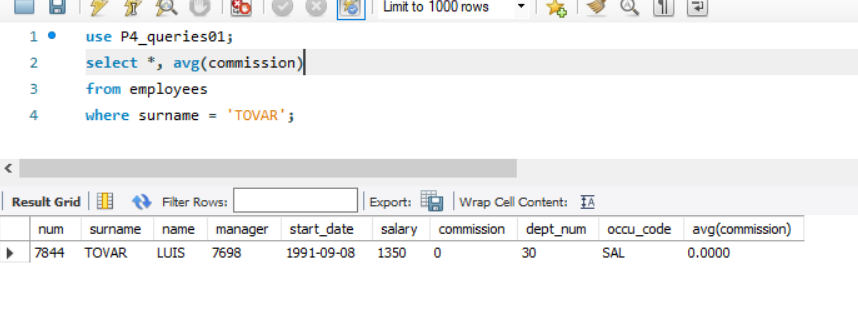 Limit to 1000 rows
1 use P4_queries01;
2 select *, avg(commission)
3 from employees
4 where surname = 'TOVAR';
Result Grid Filter Rows: Export: Wrap Cell Content:
num surname name manager start_date salary commission dept_num occu_code avg(commission)
7844 TOVAR LUIS 7698 1991-09-08 1350 0 30 SAL 0.0000